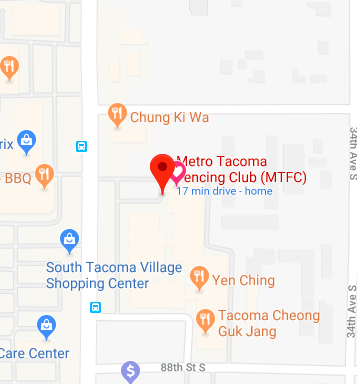 Chung Ki Wa
34th Ave S
rix
Metro Tacoma
Fencing Club (MTFC)
17 min drive - home
BBQ
South Tacoma Village
Shopping Center
Yen Ching
Tacoma Cheong
Guk Jang
34th Ave S
Care Center
88th St S
$